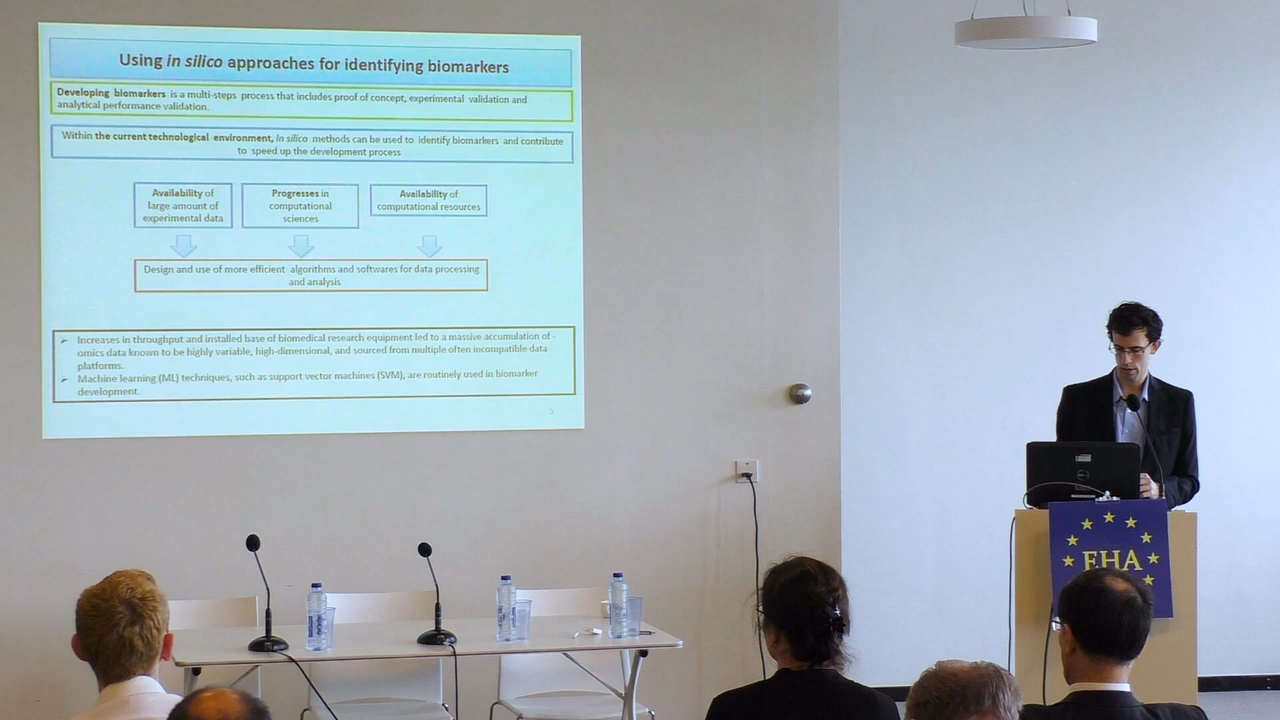 Using in silico approaches for identifying biomarkers
Developing biomarkers is a multi-steps process that includes proof of concept, experimental validation and
analytical performance validation.
Within the current technological environment, In silico methods can be used to identify biomarkers and contribute
to speed up the development process
Availability of
large amount of
experimental data
Progresses in
computational
sciences
Availability of
computational resources
Design and use of more efficient algorithms and softwares for data processing
and analysis
➢ Increases in throughput and installed base of biomedical research equipment led to a massive accumulation of -
omics data known to be highly variable, high-dimensional, and sourced from multiple often incompatible data
platforms.
➢ Machine learning (ML) techniques, such as support vector machines (SVM), are routinely used in biomarker
development.
DELL
EHA